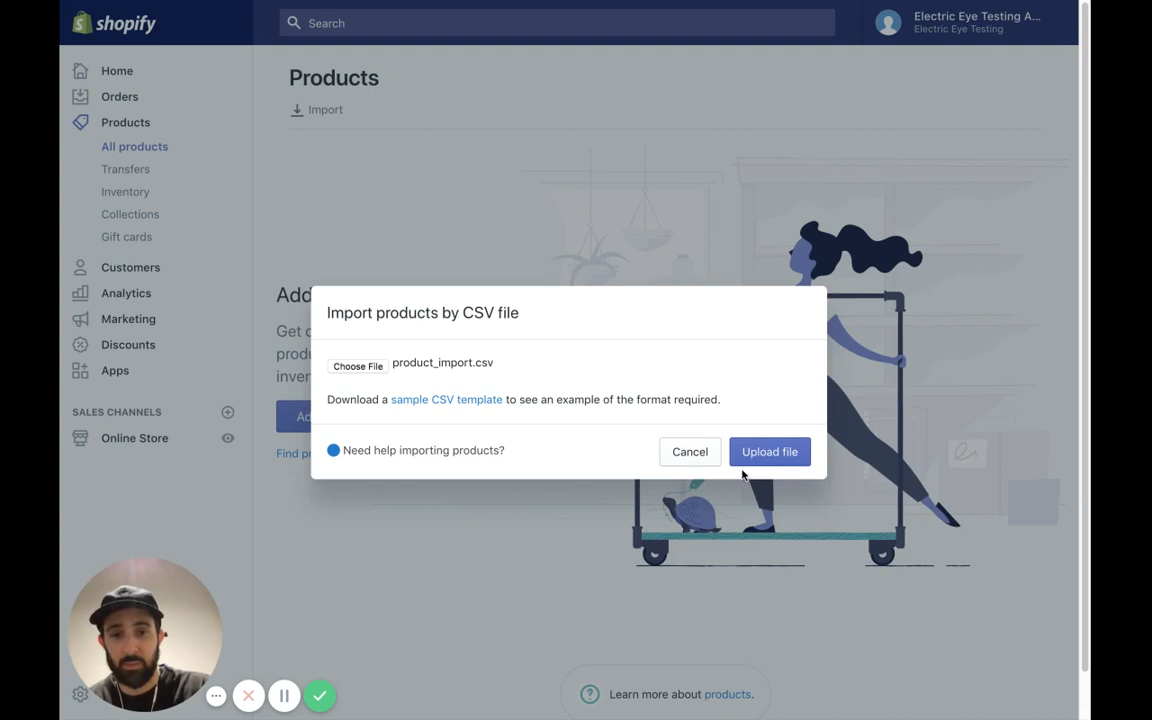 shopify
Search
Electric Eye Testing A...
Electric Eye Testing
Home
Orders
Products
All products
Transfers
Inventory
Collections
Gift cards
Customers
Analytics
Marketing
Discounts
Apps
SALES CHANNELS
Online Store
Products
Import
Add
Get
Find
Import products by CSV file
Choose File product_import.csv
Download a sample CSV template to see an example of the format required.
Need help importing products?
Cancel
Upload file
? Learn more about products.